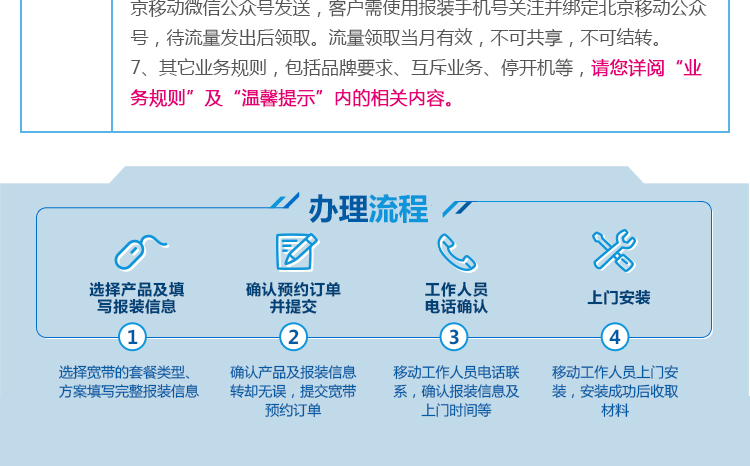 京移动微信公众号发送，客户需使用报装手机号关注并绑定北京移动公众
号，待流量发出后领取。流量领取当月有效，不可共享，不可结转。
7、其它业务规则，包括品牌要求、互斥业务、停开机等，请您详阅“业
务规则”及“温馨提示”内的相关内容。
办理流程
选择产品及填
写报装信息
确认预约订单
并提交
工作人员
电话确认
上门安装
1
2
3
4
选择宽带的套餐类型、
方案填写完整报装信息
确认产品及报装信息
转却无误，提交宽带
预约订单
移动工作人员电话联
系，确认报装信息及
上门时间等
移动工作人员上门安
装，安装成功后收取
材料